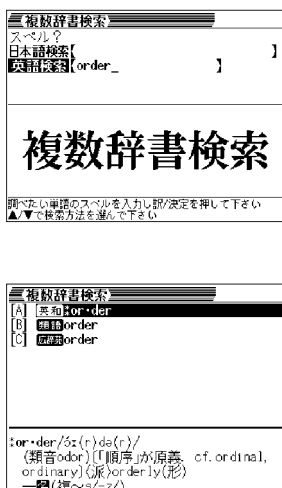 複数辞書検索
スペル？
日本語検索【 】
英語検索【order_ 】
複数辞書検索
調べたい単語のスペルを入力し訳/決定を押して下さい
▲/▼で検索方法を選んで下さい
複数辞書検索
[A] 英和 ‡or･der
[B] 類語 order
[C] 広辞苑 order
‡or･der/ɔ́ː(r)də(r)/
(類音odor)〔｢順序｣が原義. cf.ordinal,
ordinary〕(派)orderly(形)
━名(複~s/-z/)